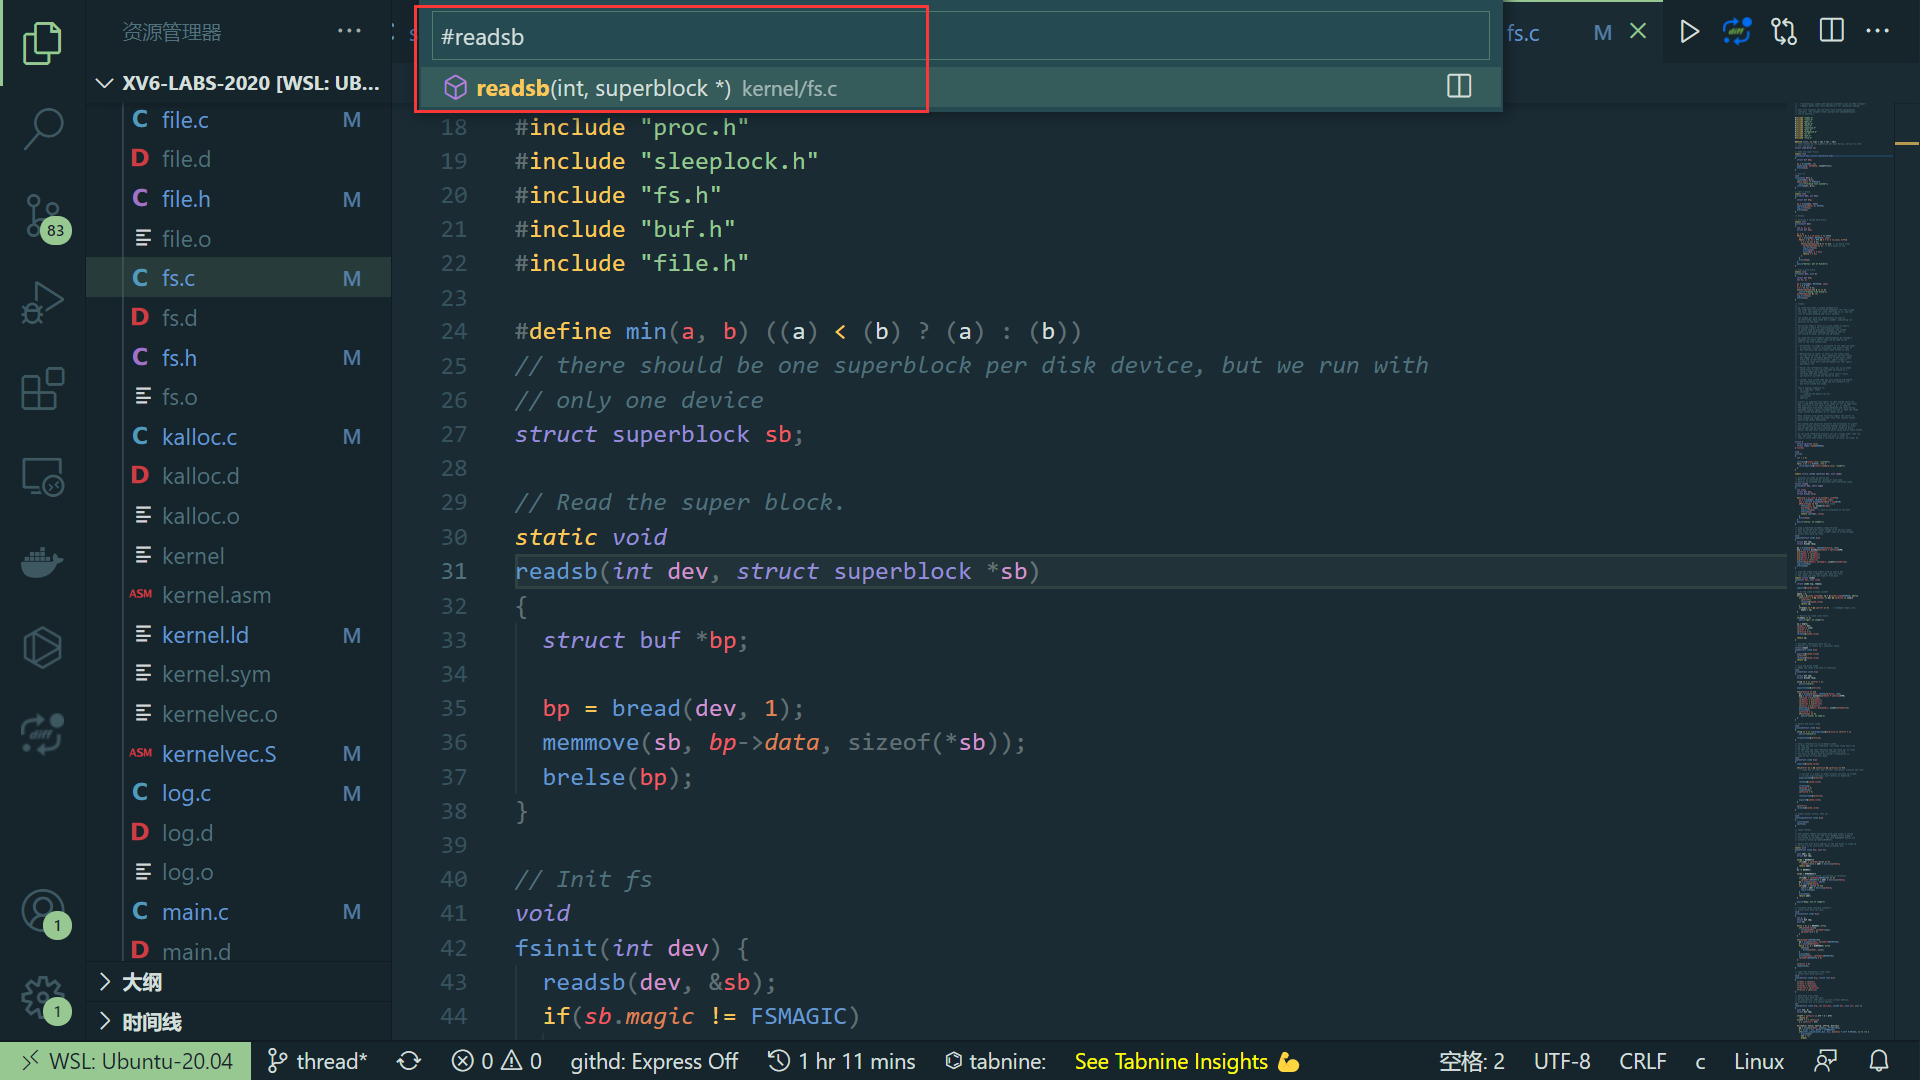 资源管理器 ···
#readsb
fs.c M
readsb(int, superblock *) kernel/fs.c
XV6-LABS-2020 [WSL: UB...
file.c M
file.d
file.h M
file.o
fs.c M
fs.d
fs.h M
fs.o
kalloc.c M
kalloc.d
kalloc.o
kernel
kernel.asm
kernel.ld M
kernel.sym
kernelvec.o
kernelvec.S M
log.c M
log.d
log.o
main.c M
main.d
大纲
时间线
83
1
1
18 #include "proc.h"
19 #include "sleeplock.h"
20 #include "fs.h"
21 #include "buf.h"
22 #include "file.h"
23
24 #define min(a, b) ((a) < (b) ? (a) : (b))
25 // there should be one superblock per disk device, but we run with
26 // only one device
27 struct superblock sb;
28
29 // Read the super block.
30 static void
31 readsb(int dev, struct superblock *sb)
32 {
33 struct buf *bp;
34
35 bp = bread(dev, 1);
36 memmove(sb, bp->data, sizeof(*sb));
37 brelse(bp);
38 }
39
40 // Init fs
41 void
42 fsinit(int dev) {
43 readsb(dev, &sb);
44 if(sb.magic != FSMAGIC)
WSL: Ubuntu-20.04 thread* 0 0 githd: Express Off 1 hr 11 mins tabnine: See Tabnine Insights 空格: 2 UTF-8 CRLF c Linux